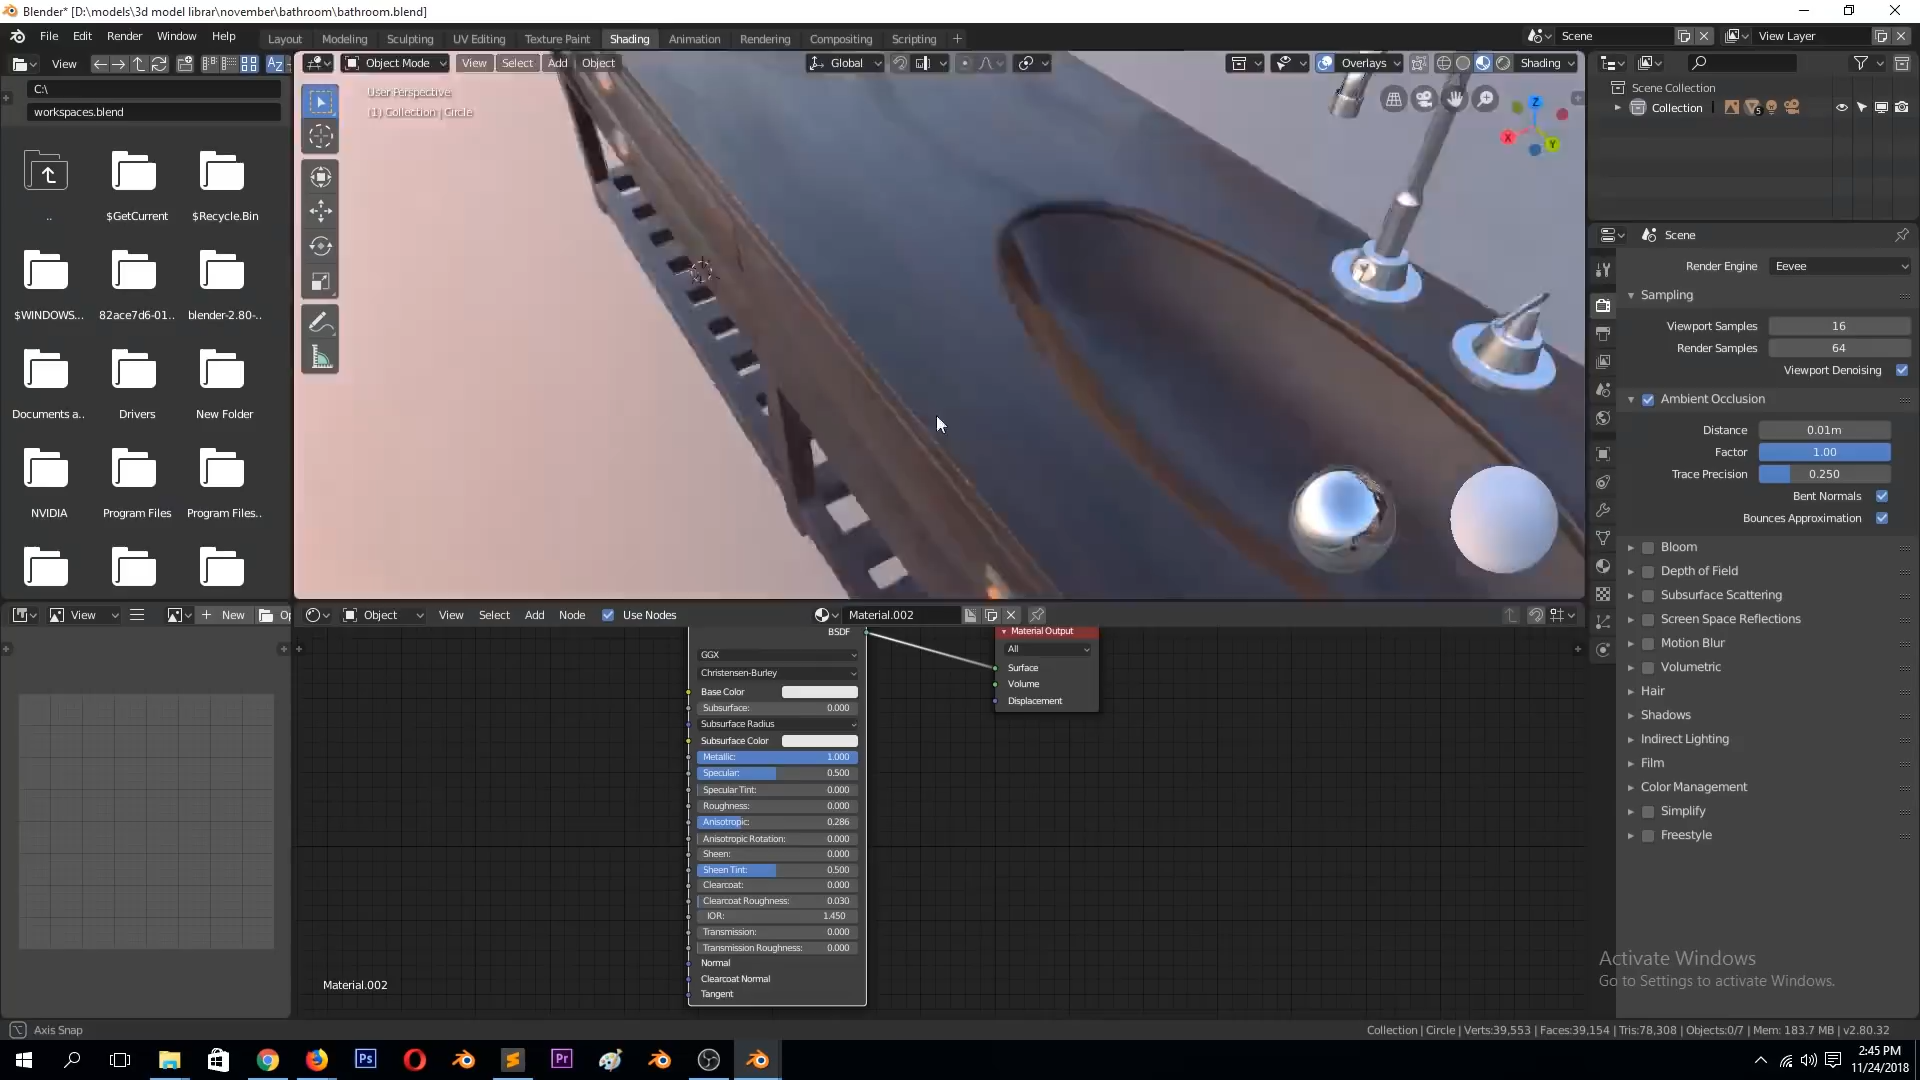 Blender* [D:\models\3d model librar\november\bathroom\bathroom.blend]
File Edit Render Window Help
Layout Modeling Sculpting UV Editing Texture Paint Shading Animation Rendering Compositing Scripting
Scene View Layer
View
C:\
workspaces.blend
.. $GetCurrent $Recycle.Bin
$WINDOWS... 82ace7d6-01.. blender-2.80-..
Documents a.. Drivers New Folder
NVIDIA Program Files Program Files..
Object Mode View Select Add Object Global Overlays Shading
User Perspective
(1) Collection | Circle
Z
X
Y
Scene Collection
Collection
5
Scene
Render Engine Eevee
Sampling
Viewport Samples 16
Render Samples 64
Viewport Denoising
Ambient Occlusion
Distance 0.01m
Factor 1.00
Trace Precision 0.250
Bent Normals
Bounces Approximation
Bloom
Depth of Field
Subsurface Scattering
Screen Space Reflections
Motion Blur
Volumetric
Hair
Shadows
Indirect Lighting
Film
Color Management
Simplify
Freestyle
View New Op
Object View Select Add Node Use Nodes Material.002
BSDF
GGX
Christensen-Burley
Base Color
Subsurface: 0.000
Subsurface Radius
Subsurface Color
Metallic: 1.000
Specular: 0.500
Specular Tint: 0.000
Roughness: 0.000
Anisotropic: 0.286
Anisotropic Rotation: 0.000
Sheen: 0.000
Sheen Tint: 0.500
Clearcoat: 0.000
Clearcoat Roughness: 0.030
IOR: 1.450
Transmission: 0.000
Transmission Roughness: 0.000
Normal
Clearcoat Normal
Tangent
Material Output
All
Surface
Volume
Displacement
Material.002
Activate Windows
Go to Settings to activate Windows.
Axis Snap
Collection | Circle | Verts:39,553 | Faces:39,154 | Tris:78,308 | Objects:0/7 | Mem: 183.7 MB | v2.80.32
Ps
Pr
2:45 PM
11/24/2018